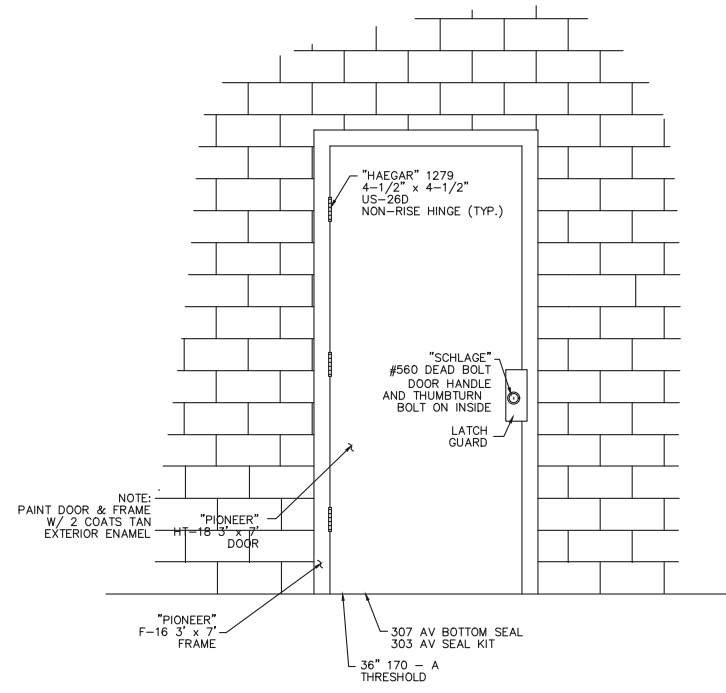 "HAEGAR" 1279
4-1/2" x 4-1/2"
US-26D
NON-RISE HINGE (TYP.)
"SCHLAGE"
#560 DEAD BOLT
DOOR HANDLE
AND THUMBTURN
BOLT ON INSIDE
LATCH
GUARD
NOTE:
PAINT DOOR & FRAME
W/ 2 COATS TAN
EXTERIOR ENAMEL
"PIONEER"
HT-18 3' x 7'
DOOR
"PIONEER"
F-16 3' x 7'
FRAME
307 AV BOTTOM SEAL
303 AV SEAL KIT
36" 170 - A
THRESHOLD